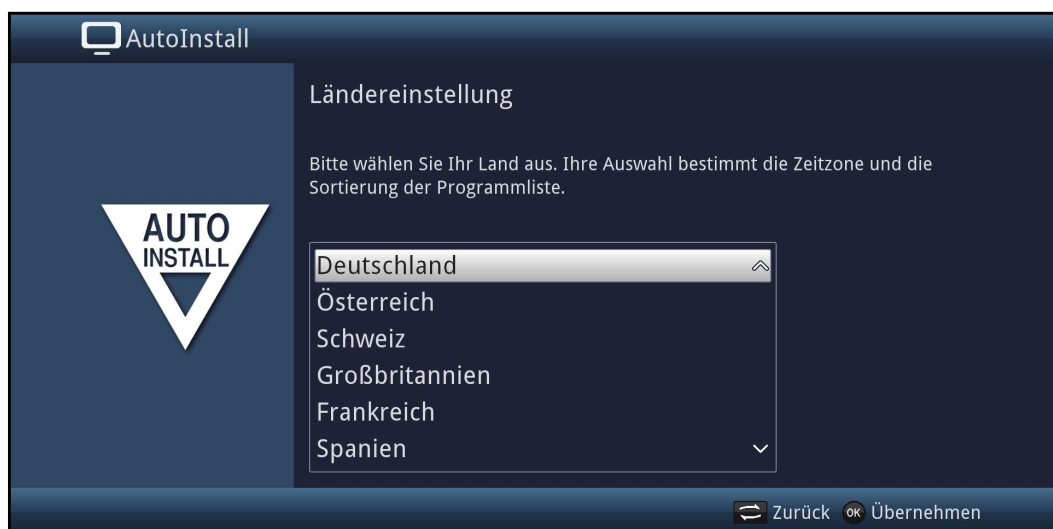 AutoInstall
Ländereinstellung
Bitte wählen Sie Ihr Land aus. Ihre Auswahl bestimmt die Zeitzone und die
Sortierung der Programmliste.
AUTO
INSTALL
Deutschland
Österreich
Schweiz
Großbritannien
Frankreich
Spanien
Zurück OK Übernehmen